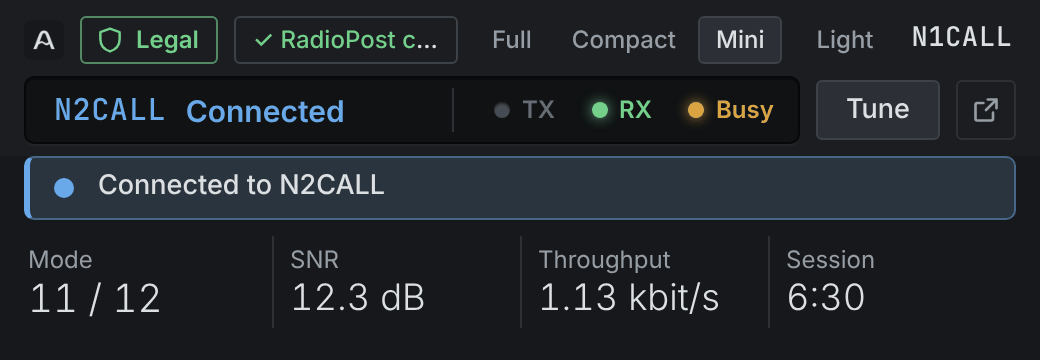 A Legal ✓ RadioPost c... Full Compact Mini Light N1CALL
N2CALL Connected TX RX Busy Tune
Connected to N2CALL
Mode SNR Throughput Session
11 / 12 12.3 dB 1.13 kbit/s 6:30